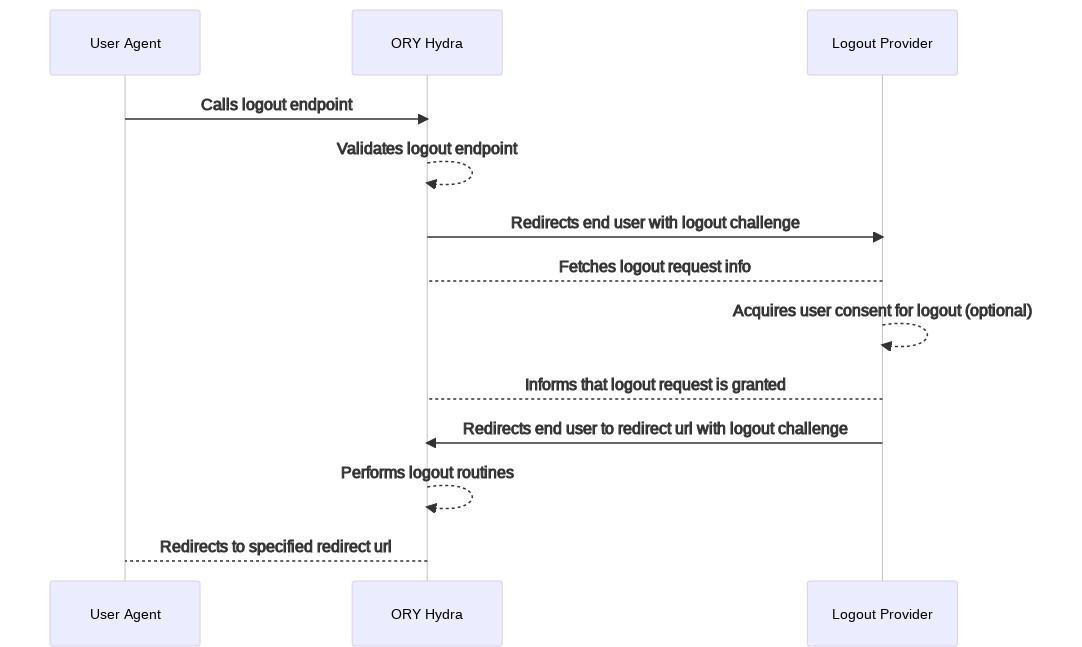 User Agent
ORY Hydra
Logout Provider
Calls logout endpoint
Validates logout endpoint
Redirects end user with logout challenge
Fetches logout request info
Acquires user consent for logout (optional)
Informs that logout request is granted
Redirects end user to redirect url with logout challenge
Performs logout routines
Redirects to specified redirect url
User Agent
ORY Hydra
Logout Provider